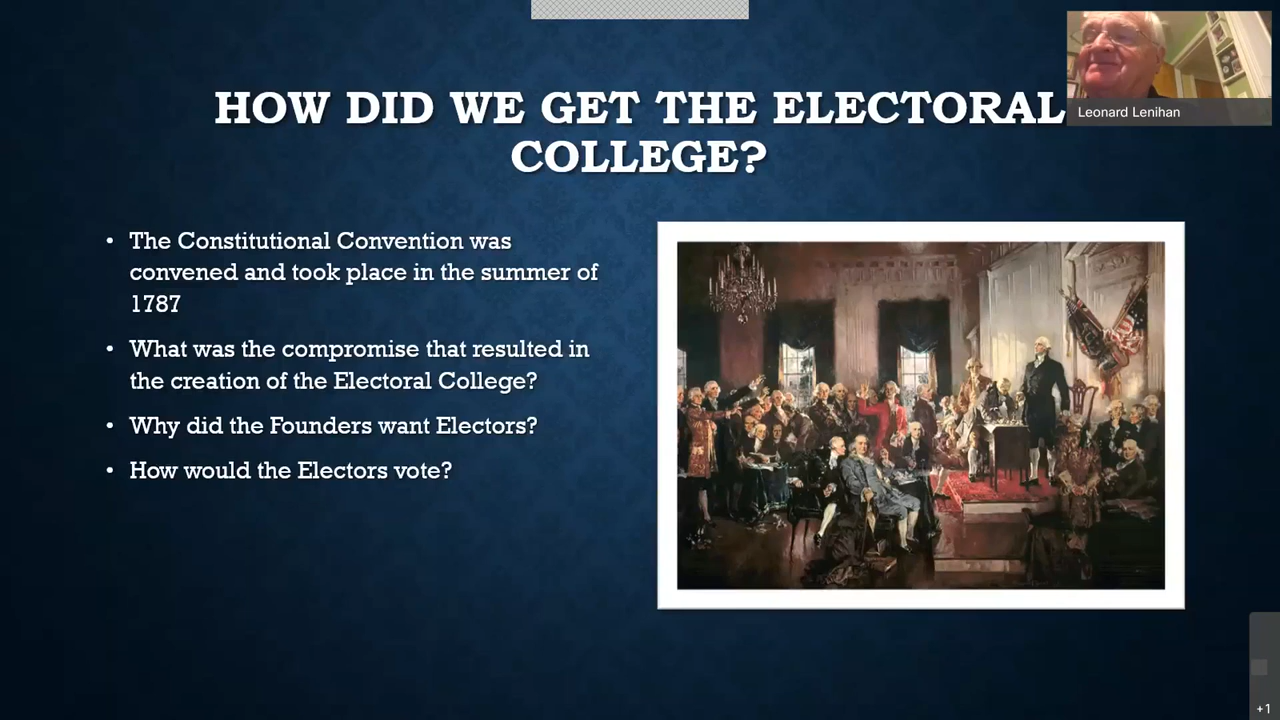 HOW DID WE GET THE ELECTORAL
COLLEGE?
Leonard Lenihan
• The Constitutional Convention was
convened and took place in the summer of
1787
• What was the compromise that resulted in
the creation of the Electoral College?
• Why did the Founders want Electors?
• How would the Electors vote?
+1